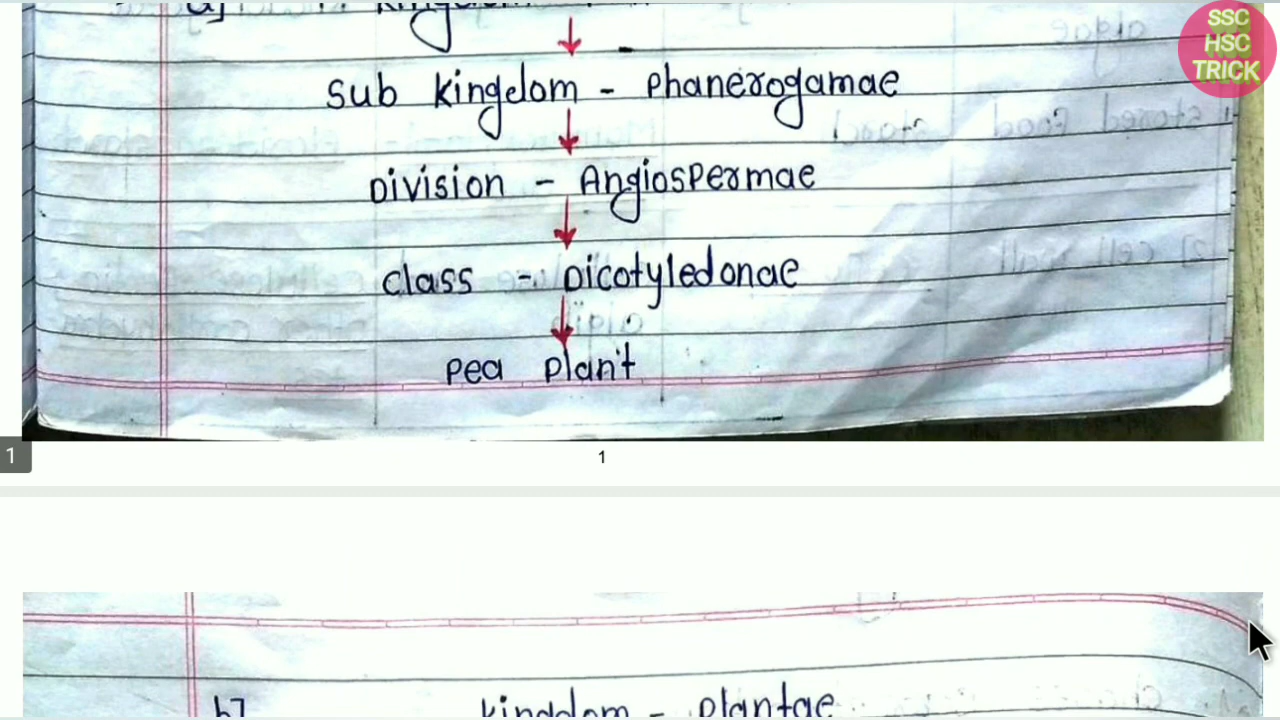 SSC
HSC
TRICK
Sub kingdom - Phanerogamae
Division - Angiospermae
class - Dicotyledonae
pea plant
1
1
b]
kingdom - plantae